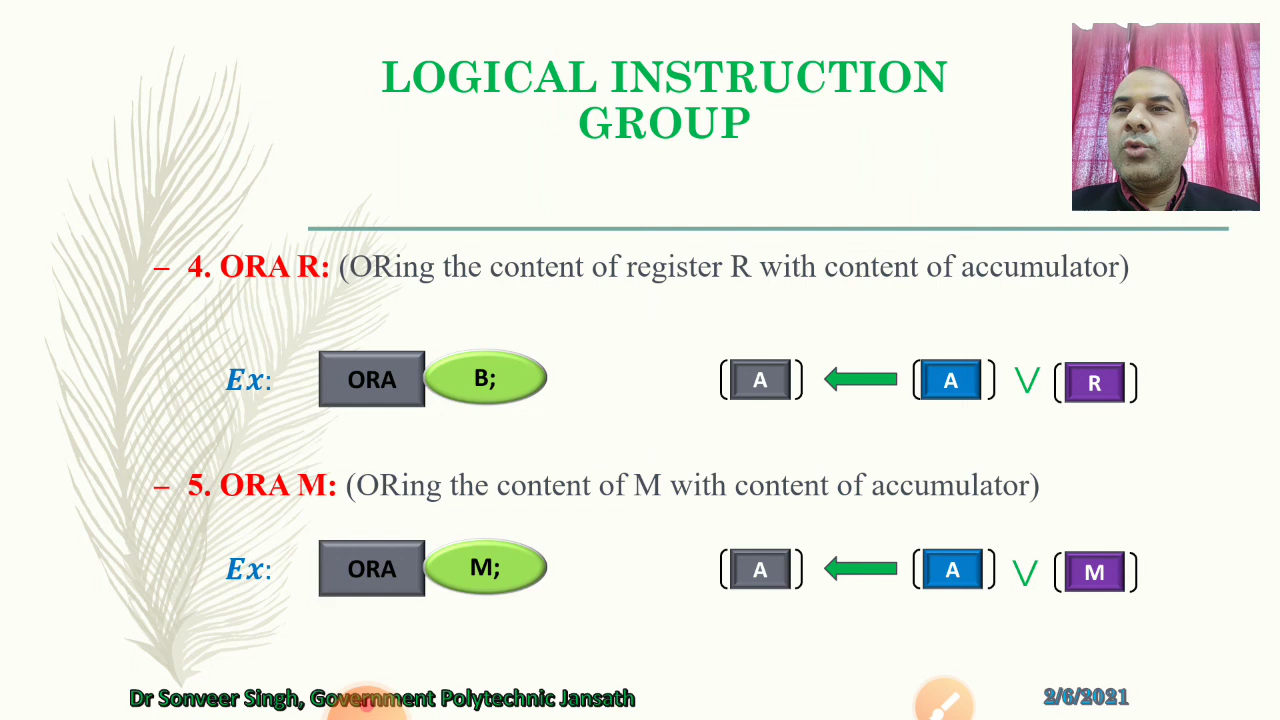 LOGICAL INSTRUCTION
GROUP
– 4. ORA R: (ORing the content of register R with content of accumulator)
Ex: ORA B; (A) ← (A) ∨ (R)
– 5. ORA M: (ORing the content of M with content of accumulator)
Ex: ORA M; (A) ← (A) ∨ (M)
Dr Sonveer Singh, Government Polytechnic Jansath 2/6/2021